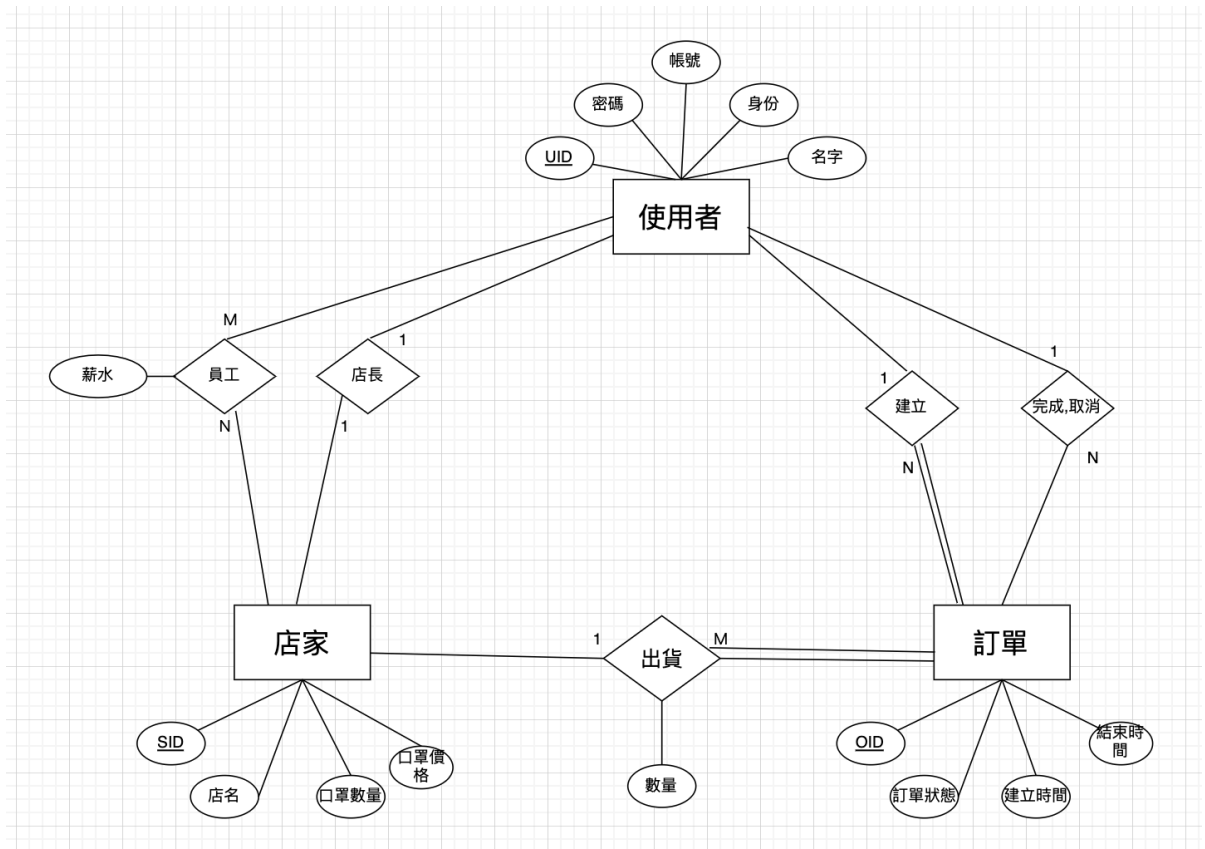 帳號
密碼
身份
UID
名字
使用者
M
1
1
薪水
員工
店長
1
建立
完成,取消
N
1
N
N
店家
1
出貨
M
訂單
SID
店名
口罩數量
口罩價
格
數量
OID
訂單狀態
建立時間
結束時
間